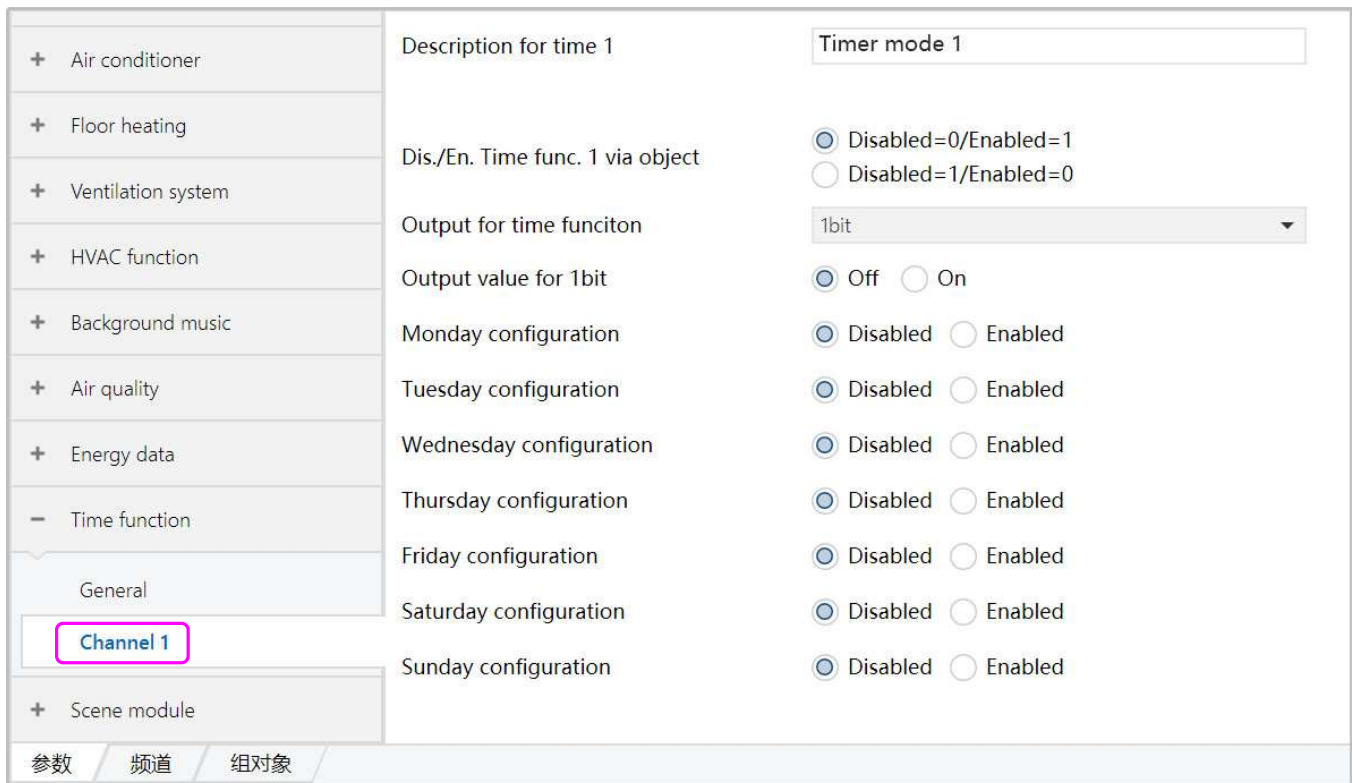 Air conditioner
Floor heating
Ventilation system
HVAC function
Background music
Air quality
Energy data
Time function
General
Channel 1
Scene module
Description for time 1 Timer mode 1
Dis./En. Time func. 1 via object
Disabled=0/Enabled=1
Disabled=1/Enabled=0
Output for time funciton 1bit
Output value for 1bit Off On
Monday configuration Disabled Enabled
Tuesday configuration Disabled Enabled
Wednesday configuration Disabled Enabled
Thursday configuration Disabled Enabled
Friday configuration Disabled Enabled
Saturday configuration Disabled Enabled
Sunday configuration Disabled Enabled
参数 频道 组对象